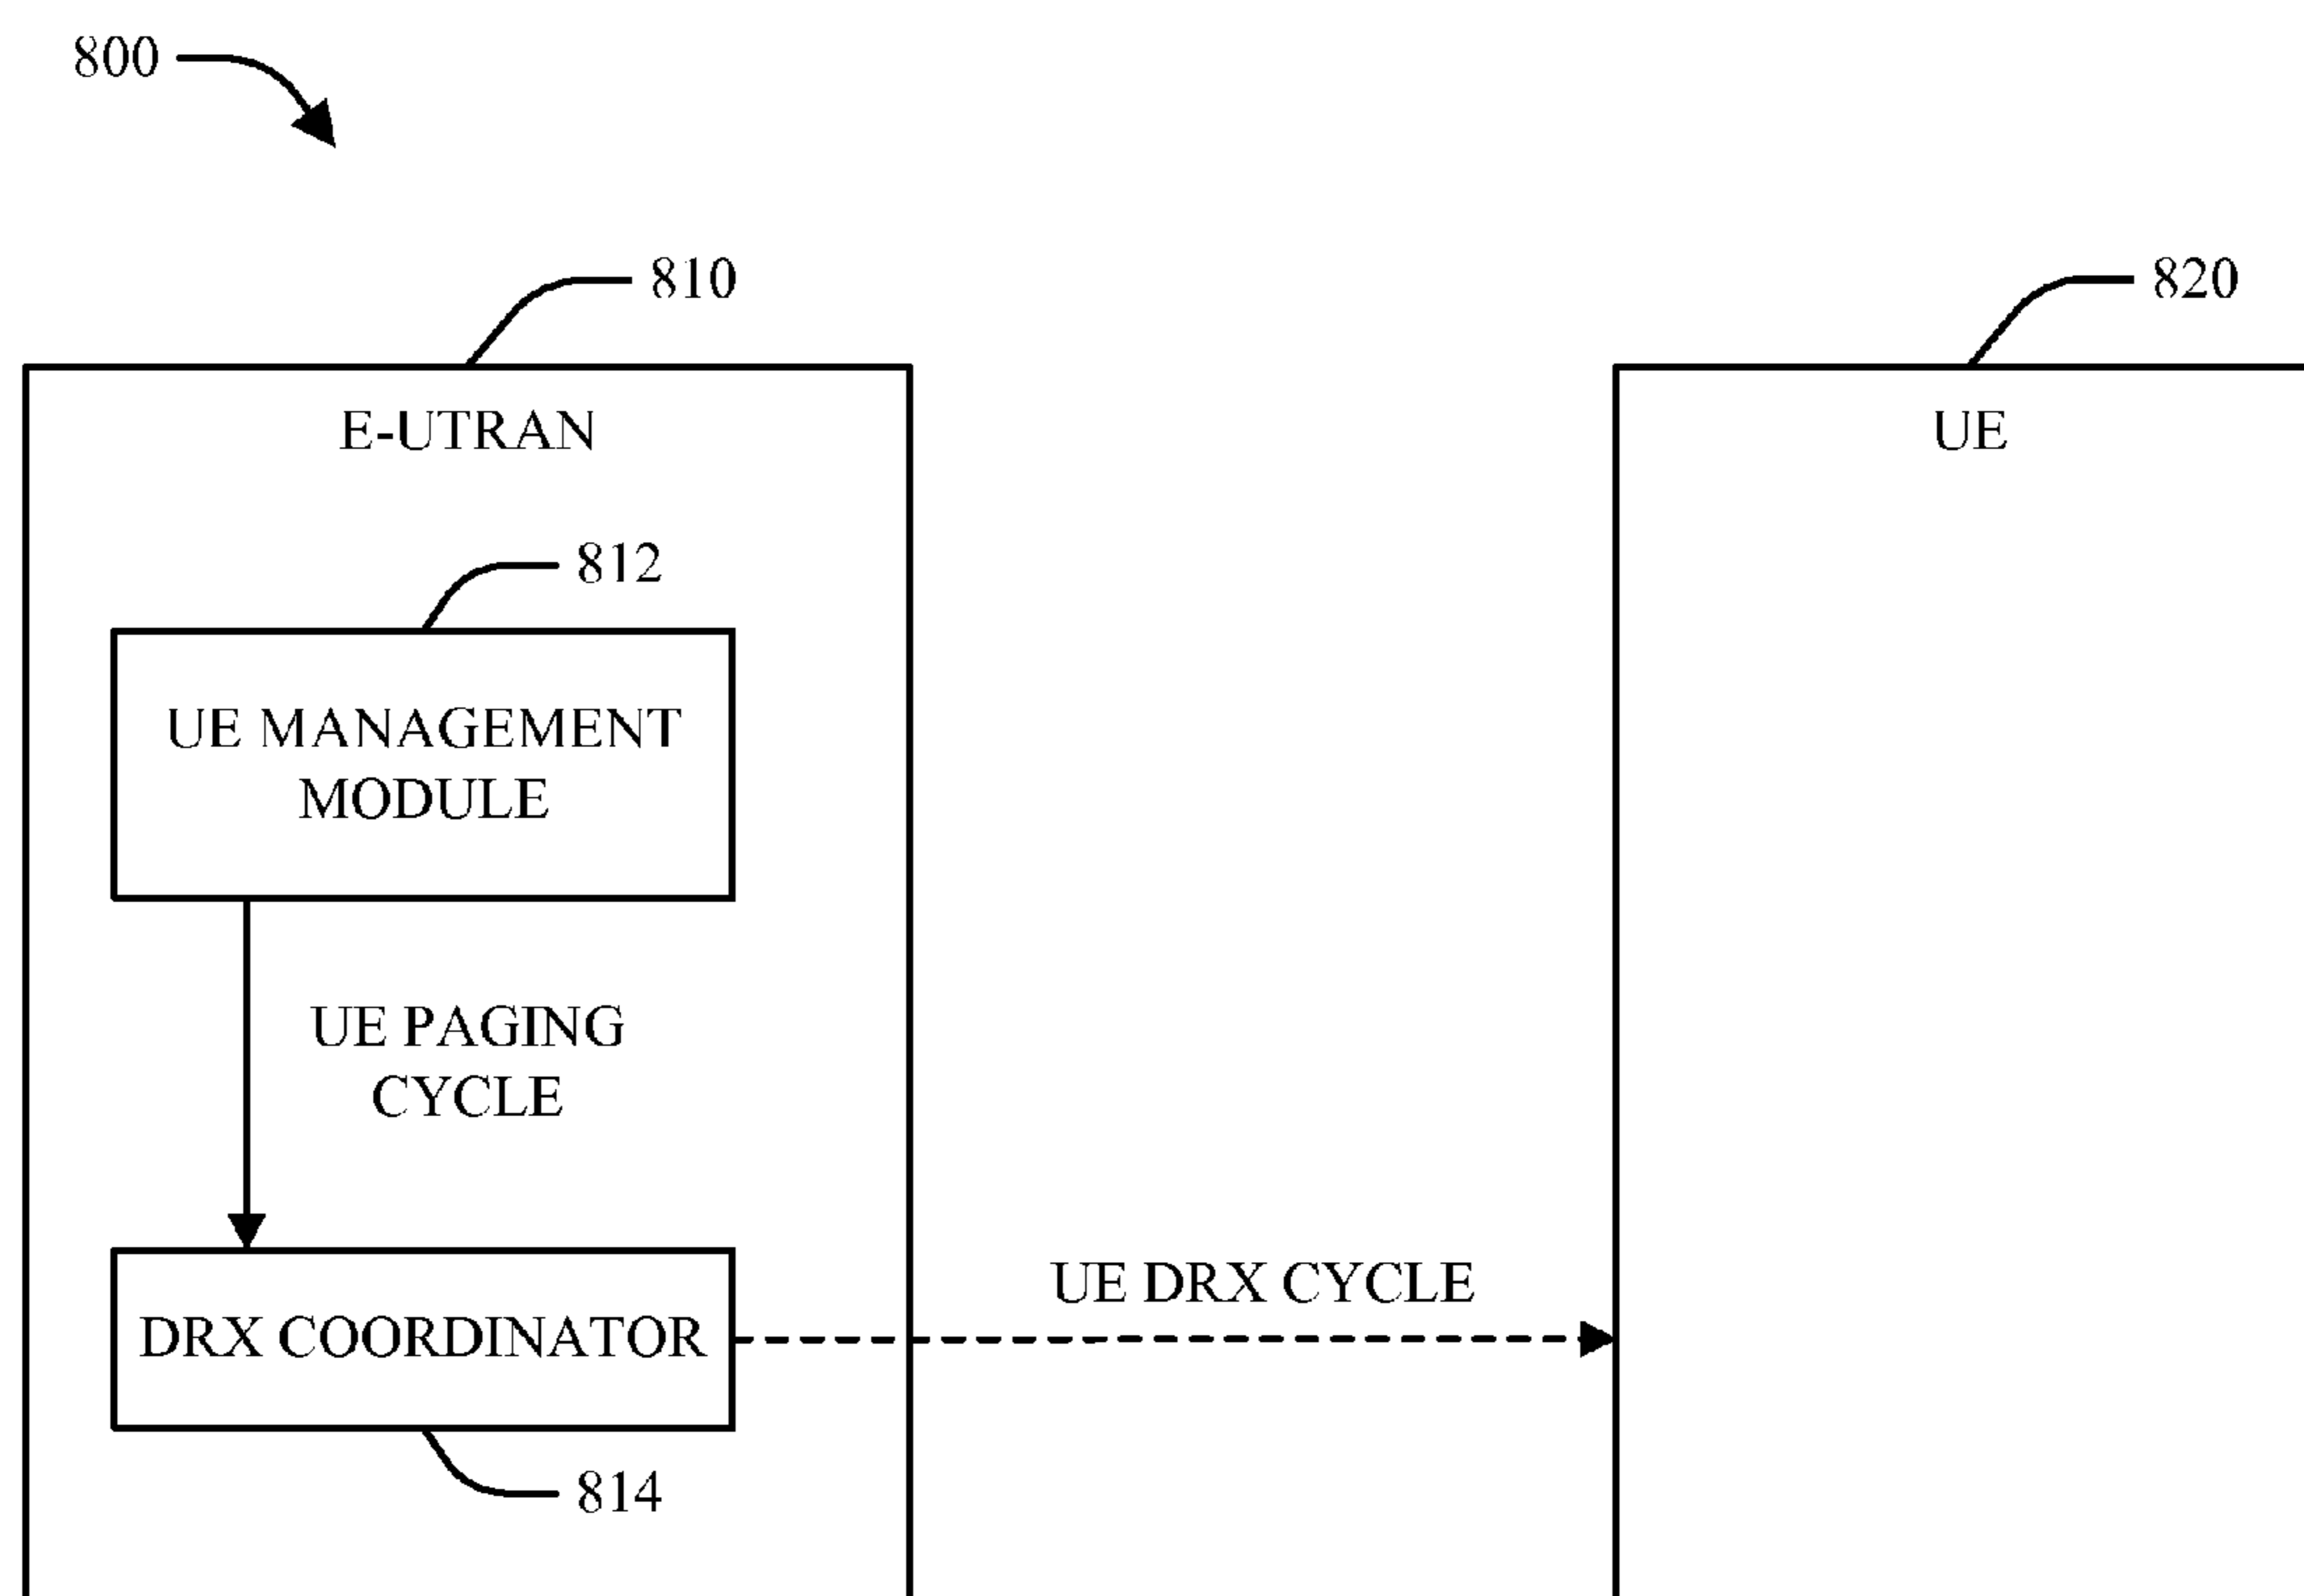 800
810
820
E-UTRAN
UE
812
UE MANAGEMENT
MODULE
UE PAGING
CYCLE
UE DRX CYCLE
DRX COORDINATOR
814